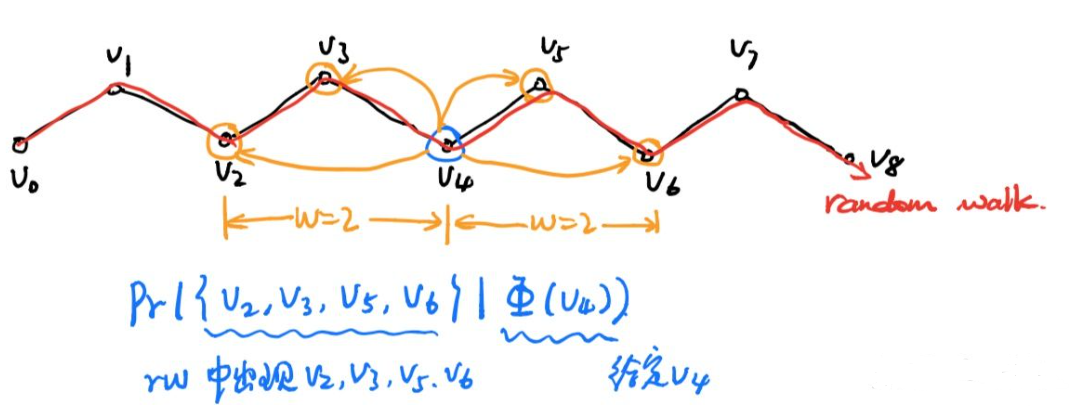 V₁ V₃ V₅ V₇
V₀ V₂ V₄ V₆ V₈
random walk.
w=2 w=2
Pr({V₂, V₃, V₅, V₆} | Φ(V₄))
rw 中出现 V₂, V₃, V₅. V₆ 给定 V₄